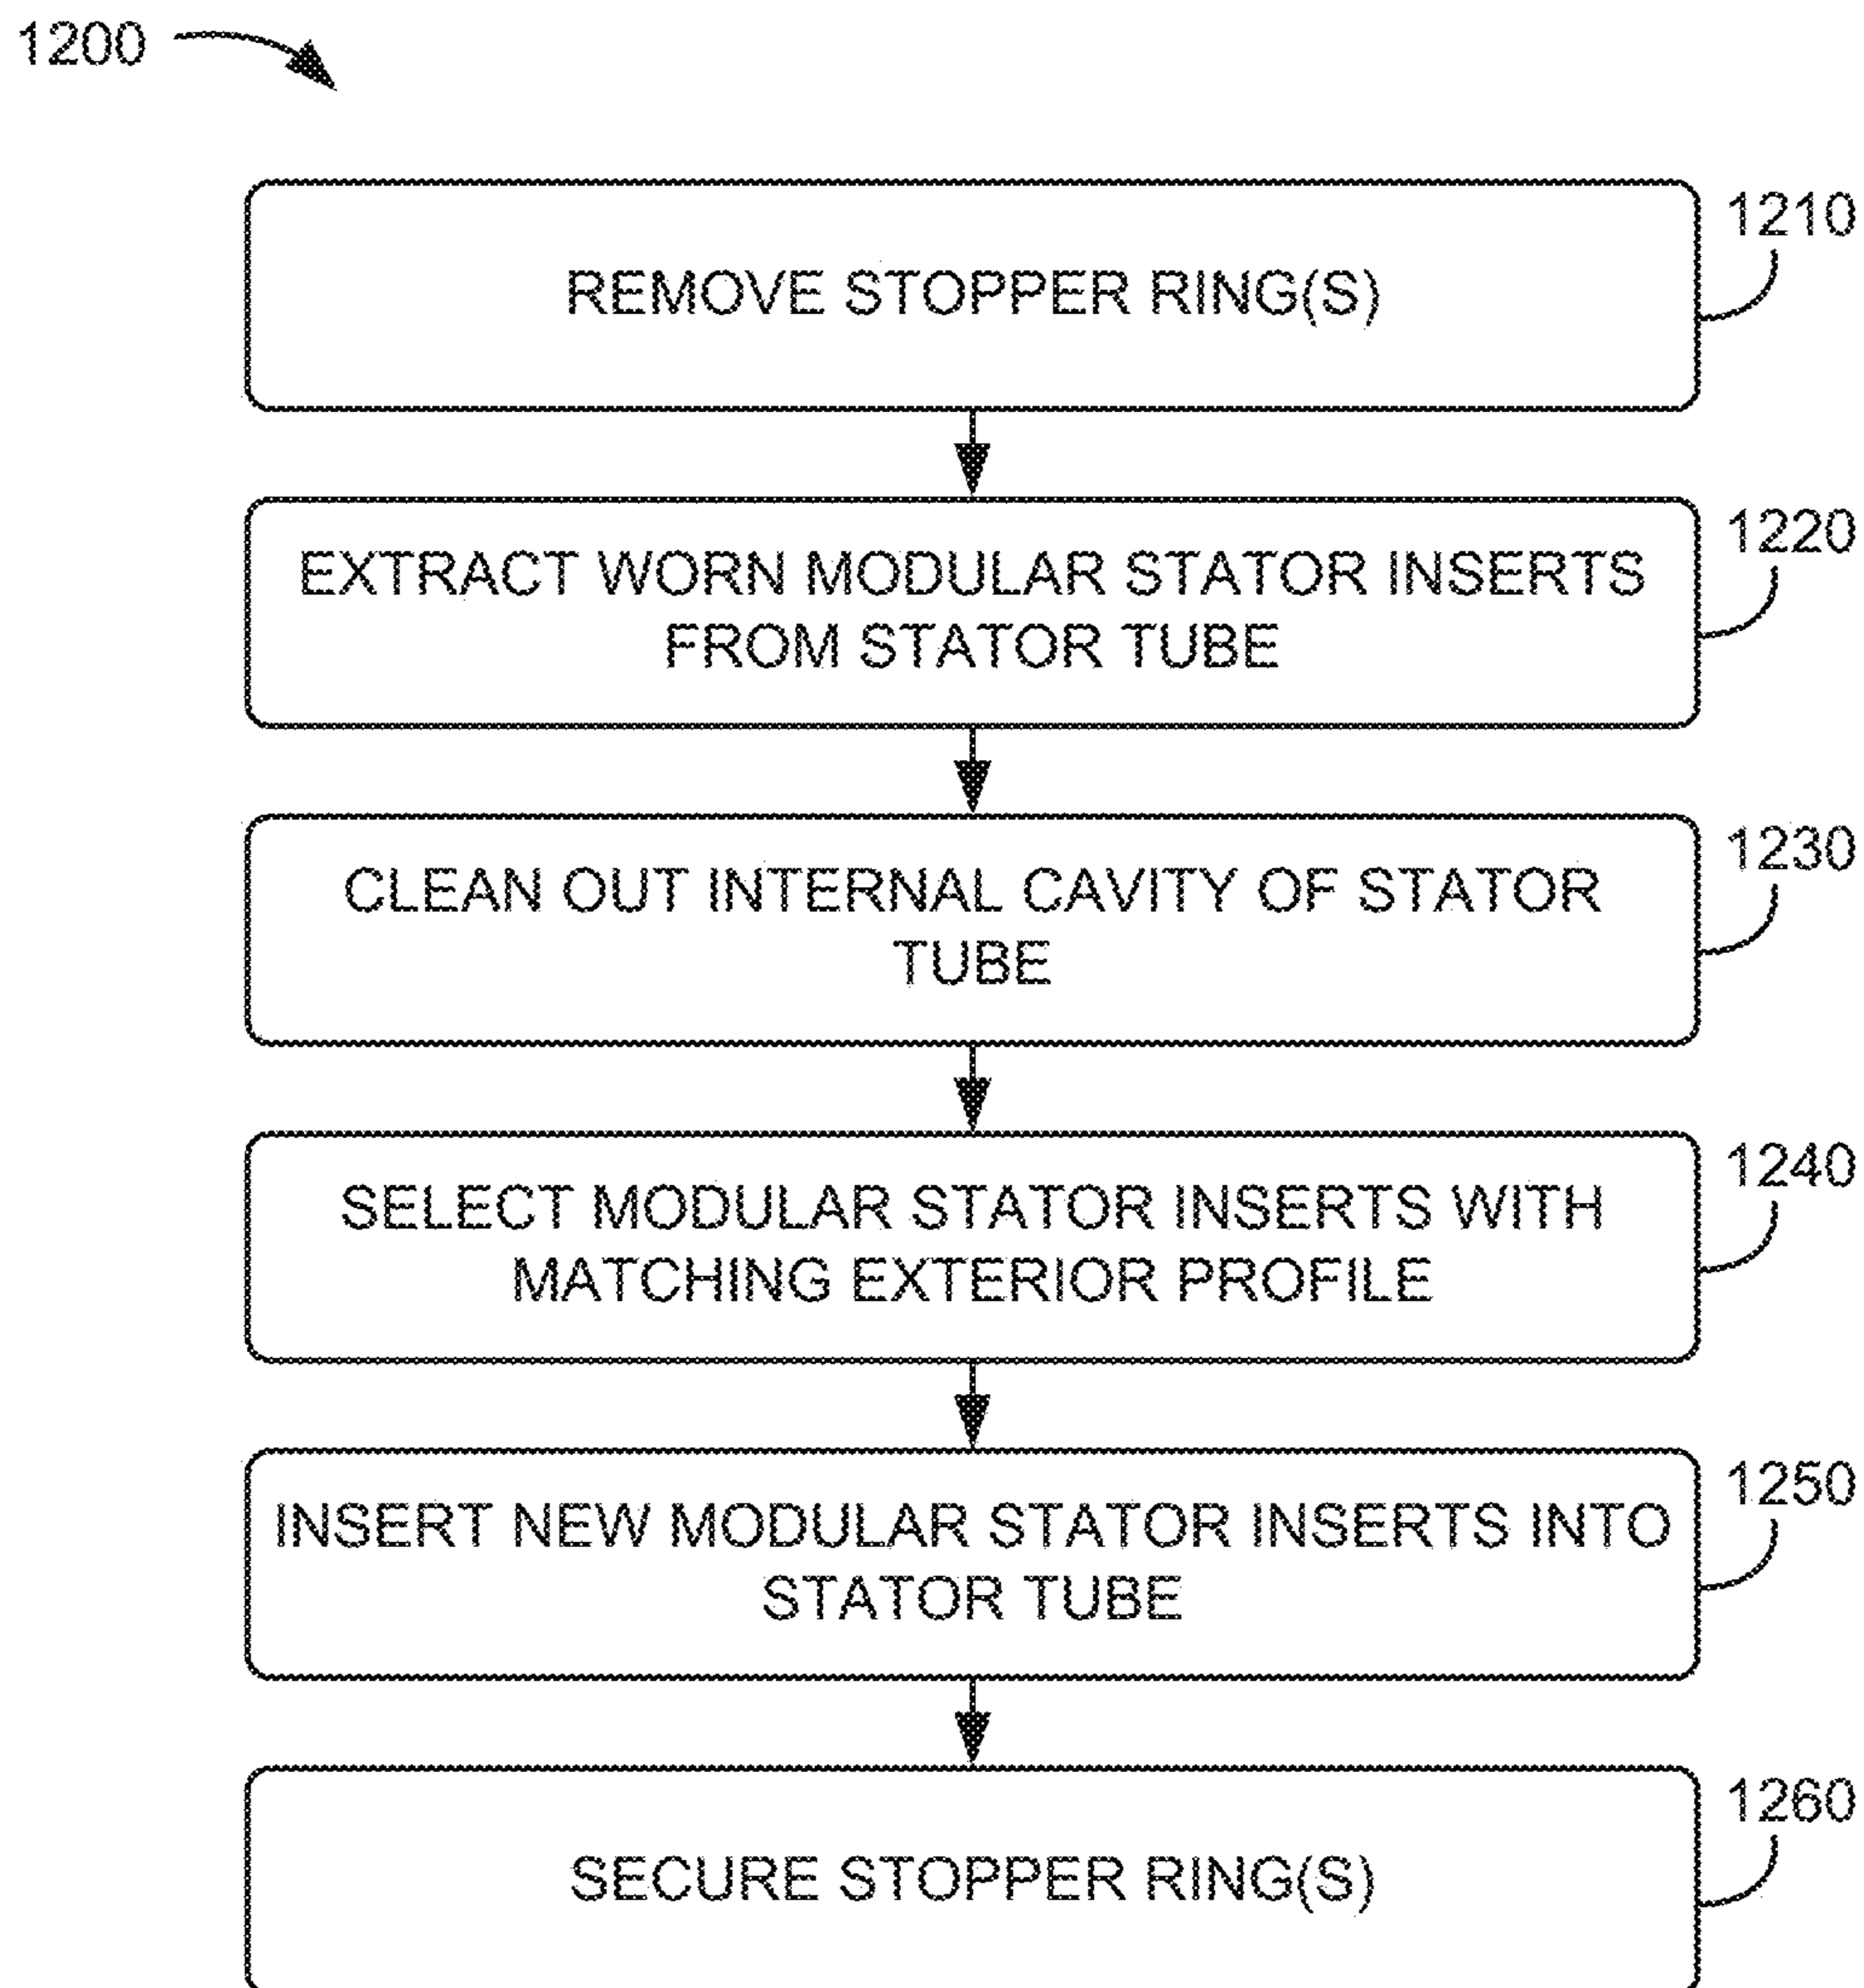 1200
REMOVE STOPPER RING(S)
1210
EXTRACT WORN MODULAR STATOR INSERTS
FROM STATOR TUBE
1220
CLEAN OUT INTERNAL CAVITY OF STATOR
TUBE
1230
SELECT MODULAR STATOR INSERTS WITH
MATCHING EXTERIOR PROFILE
1240
INSERT NEW MODULAR STATOR INSERTS INTO
STATOR TUBE
1250
SECURE STOPPER RING(S)
1260